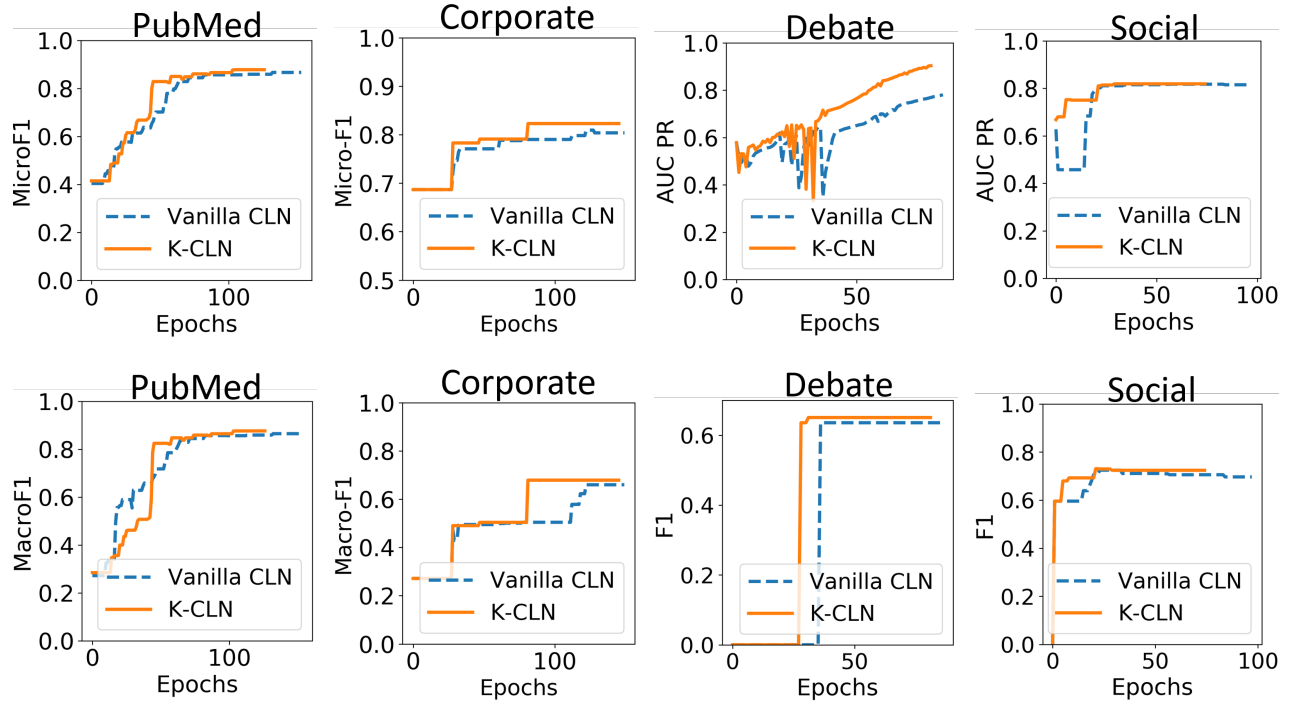 PubMed
MicroF1
1.0
0.8
0.6
0.4
0.2
0.0
Vanilla CLN
K-CLN
0 100
Epochs
Corporate
Micro-F1
1.0
0.9
0.8
0.7
0.6
0.5
Vanilla CLN
K-CLN
0 100
Epochs
Debate
AUC PR
1.0
0.8
0.6
0.4
0.2
0.0
Vanilla CLN
K-CLN
0 50
Epochs
Social
AUC PR
1.0
0.8
0.6
0.4
0.2
0.0
Vanilla CLN
K-CLN
0 50 100
Epochs
PubMed
MacroF1
1.0
0.8
0.6
0.4
0.2
0.0
Vanilla CLN
K-CLN
0 100
Epochs
Corporate
Macro-F1
1.0
0.8
0.6
0.4
0.2
0.0
Vanilla CLN
K-CLN
0 100
Epochs
Debate
F1
0.6
0.4
0.2
0.0
Vanilla CLN
K-CLN
0 50
Epochs
Social
F1
1.0
0.8
0.6
0.4
0.2
0.0
Vanilla CLN
K-CLN
0 50 100
Epochs